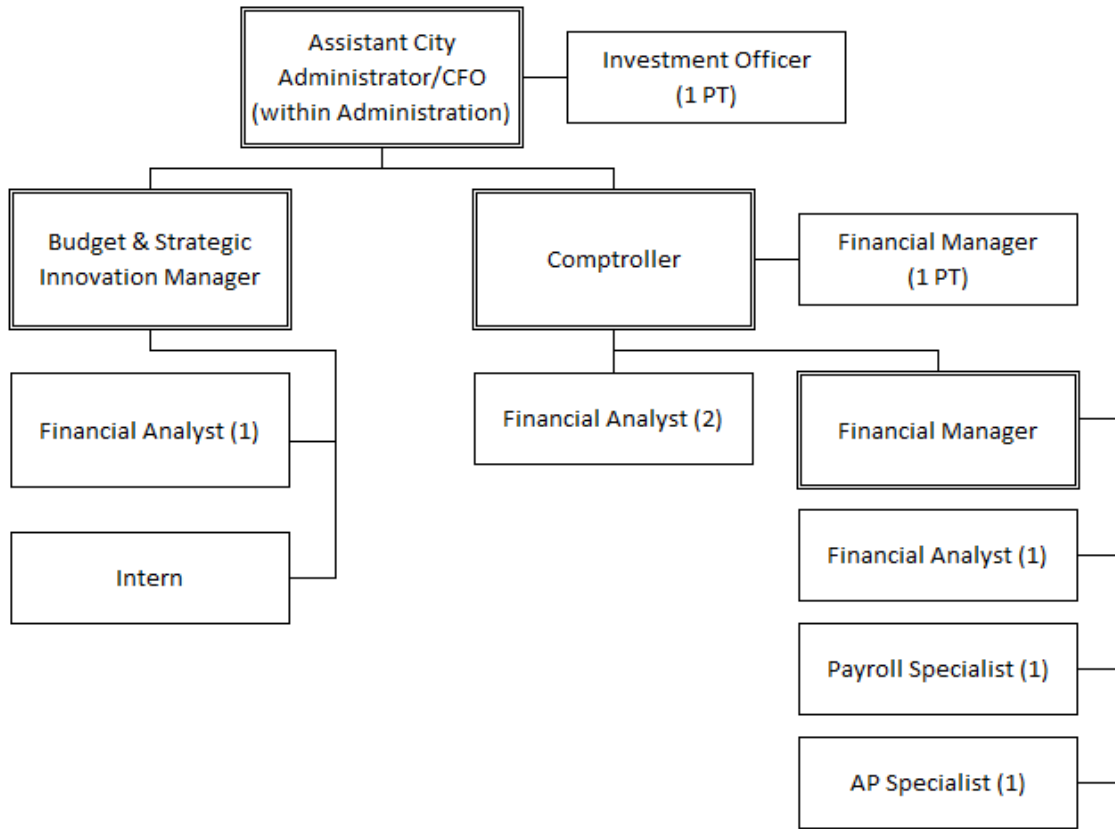 Assistant City
Administrator/CFO
(within Administration)
Investment Officer
(1 PT)
Budget & Strategic
Innovation Manager
Comptroller
Financial Manager
(1 PT)
Financial Analyst (1)
Financial Analyst (2)
Financial Manager
Intern
Financial Analyst (1)
Payroll Specialist (1)
AP Specialist (1)